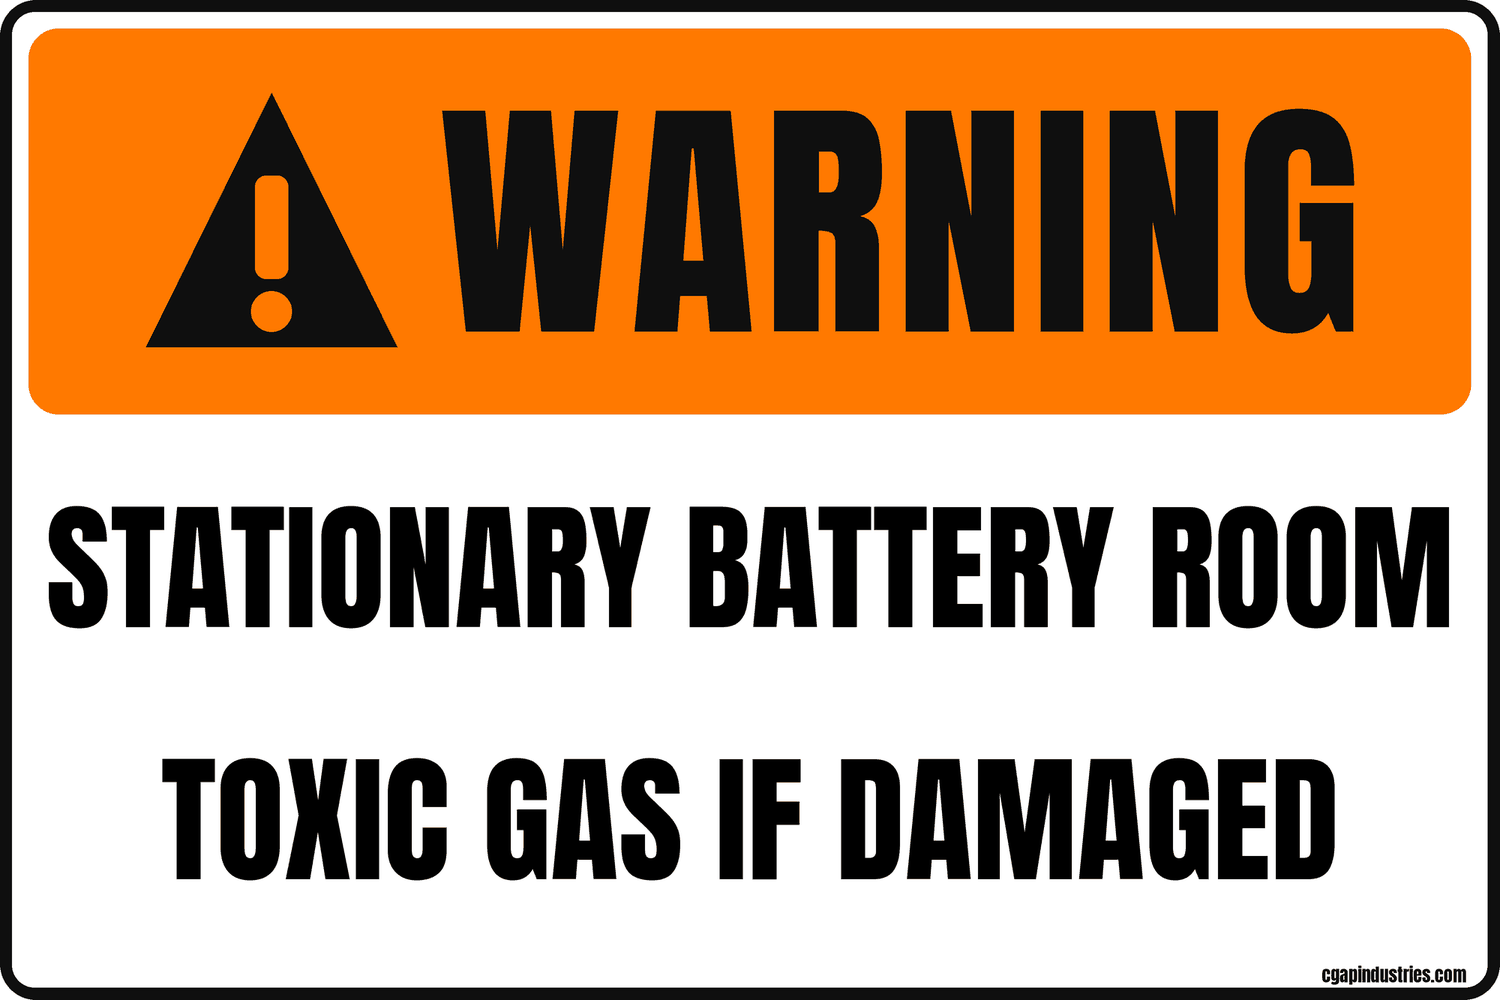 WARNING
STATIONARY BATTERY ROOM
TOXIC GAS IF DAMAGED
cgapindustries.com